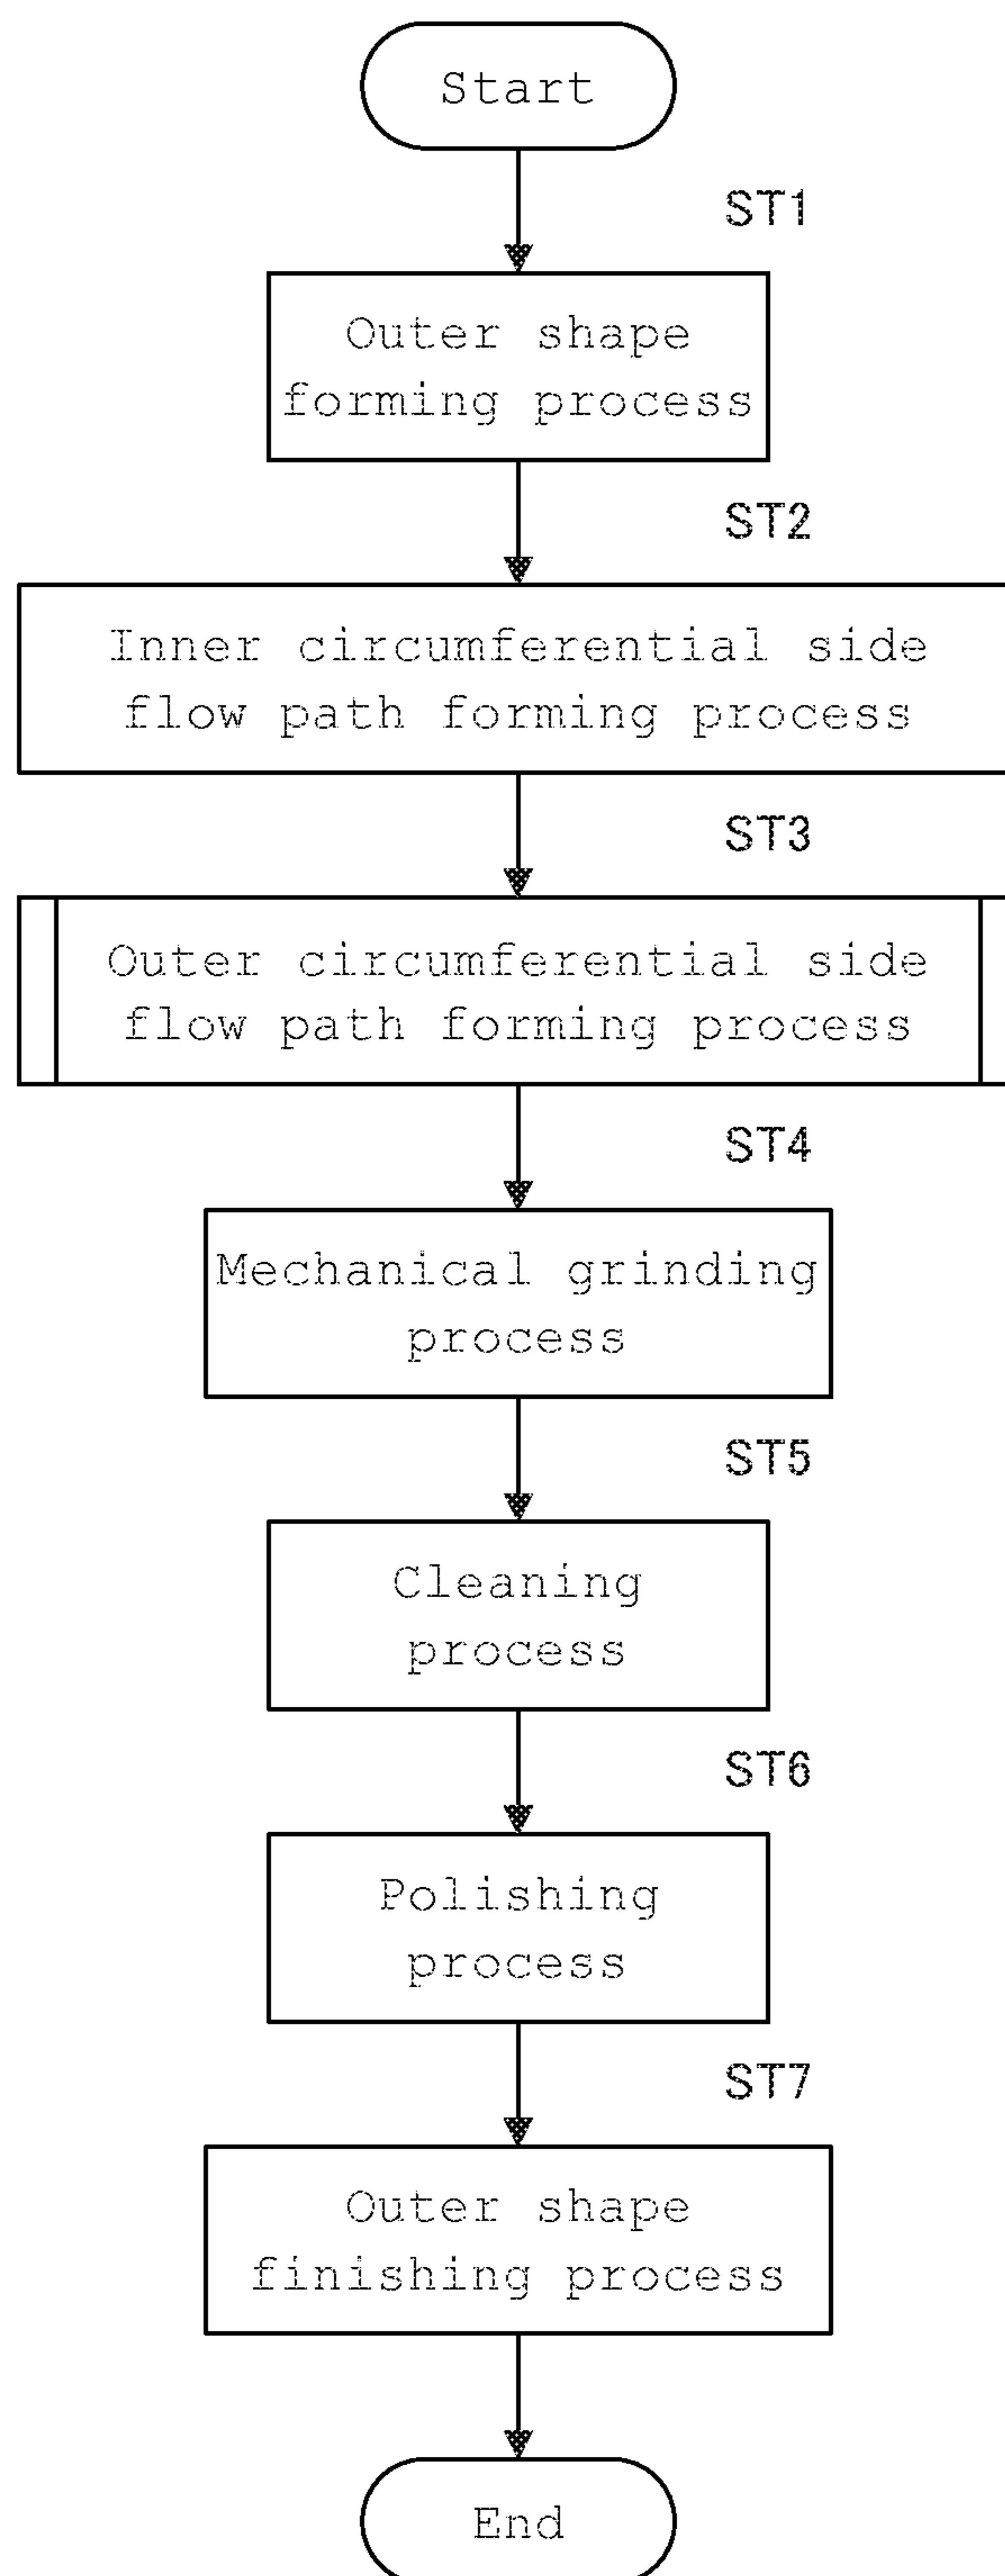 Start
ST1
Outer shape
forming process
ST2
Inner circumferential side
flow path forming process
ST3
Outer circumferential side
flow path forming process
ST4
Mechanical grinding
process
ST5
Cleaning
process
ST6
Polishing
process
ST7
Outer shape
finishing process
End